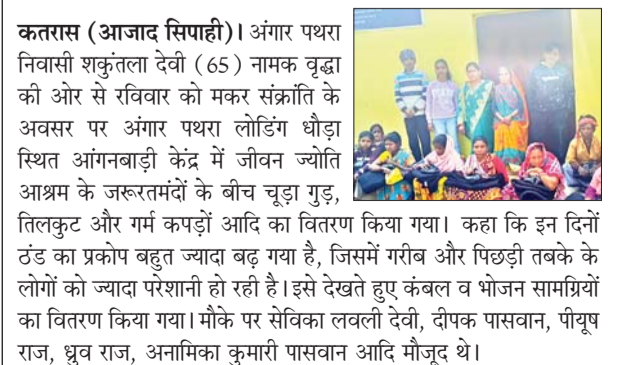 कतरास (आजाद सिपाही)। अंगार पथरा
निवासी शकुंतला देवी (65) नामक वृद्धा
की ओर से रविवार को मकर संक्रांति के
अवसर पर अंगार पथरा लोडिंग धौड़ा
स्थित आंगनबाड़ी केंद्र में जीवन ज्योति
आश्रम के जरूरतमंदों के बीच चूड़ा गुड़,
तिलकुट और गर्म कपड़ों आदि का वितरण किया गया। कहा कि इन दिनों
ठंड का प्रकोप बहुत ज्यादा बढ़ गया है, जिसमें गरीब और पिछड़ी तबके के
लोगों को ज्यादा परेशानी हो रही है। इसे देखते हुए कंबल व भोजन सामग्रियों
का वितरण किया गया। मौके पर सेविका लवली देवी, दीपक पासवान, पीयूष
राज, ध्रुव राज, अनामिका कुमारी पासवान आदि मौजूद थे।